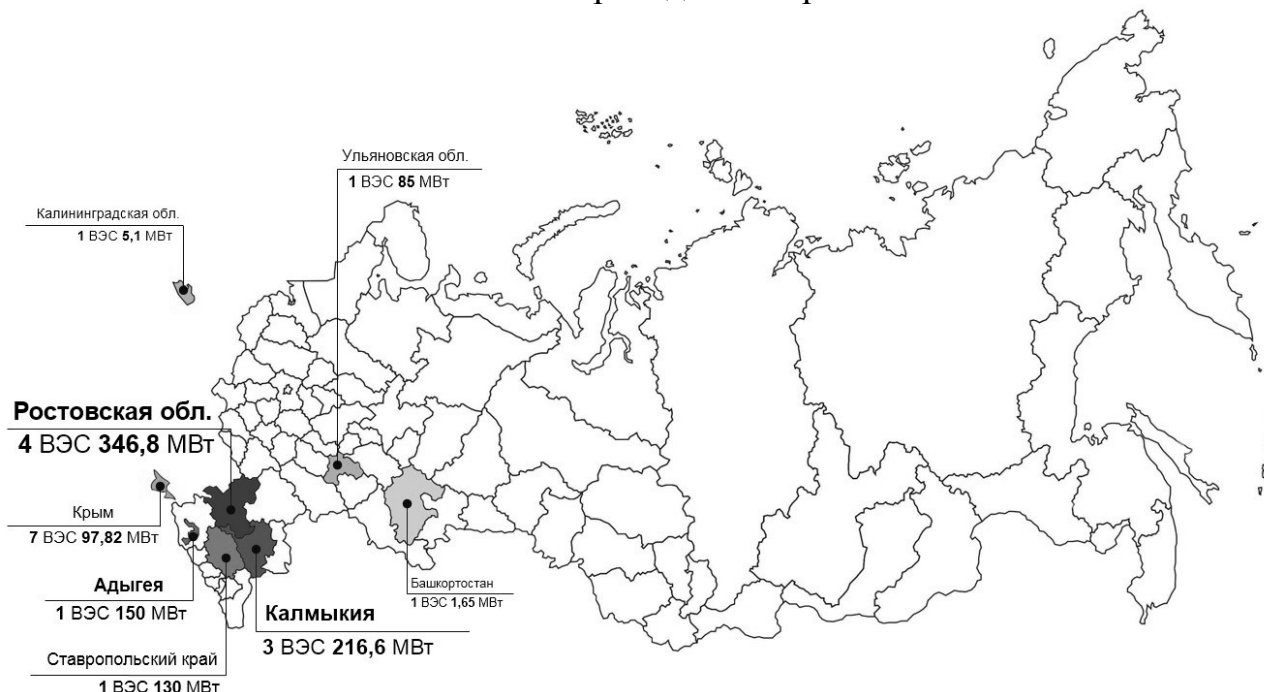 Ульяновская обл.
1 ВЭС 85 МВт
Калининградская обл.
1 ВЭС 5,1 МВт
Ростовская обл.
4 ВЭС 346,8 МВт
Крым
7 ВЭС 97,82 МВт
Адыгея
1 ВЭС 150 МВт
Башкортостан
1 ВЭС 1,65 МВт
Калмыкия
3 ВЭС 216,6 МВт
Ставропольский край
1 ВЭС 130 МВт